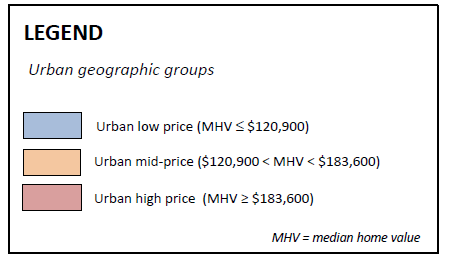 LEGEND
Urban geographic groups
Urban low price (MHV ≤ $120,900)
Urban mid-price ($120,900 < MHV < $183,600)
Urban high price (MHV ≥ $183,600)
MHV = median home value